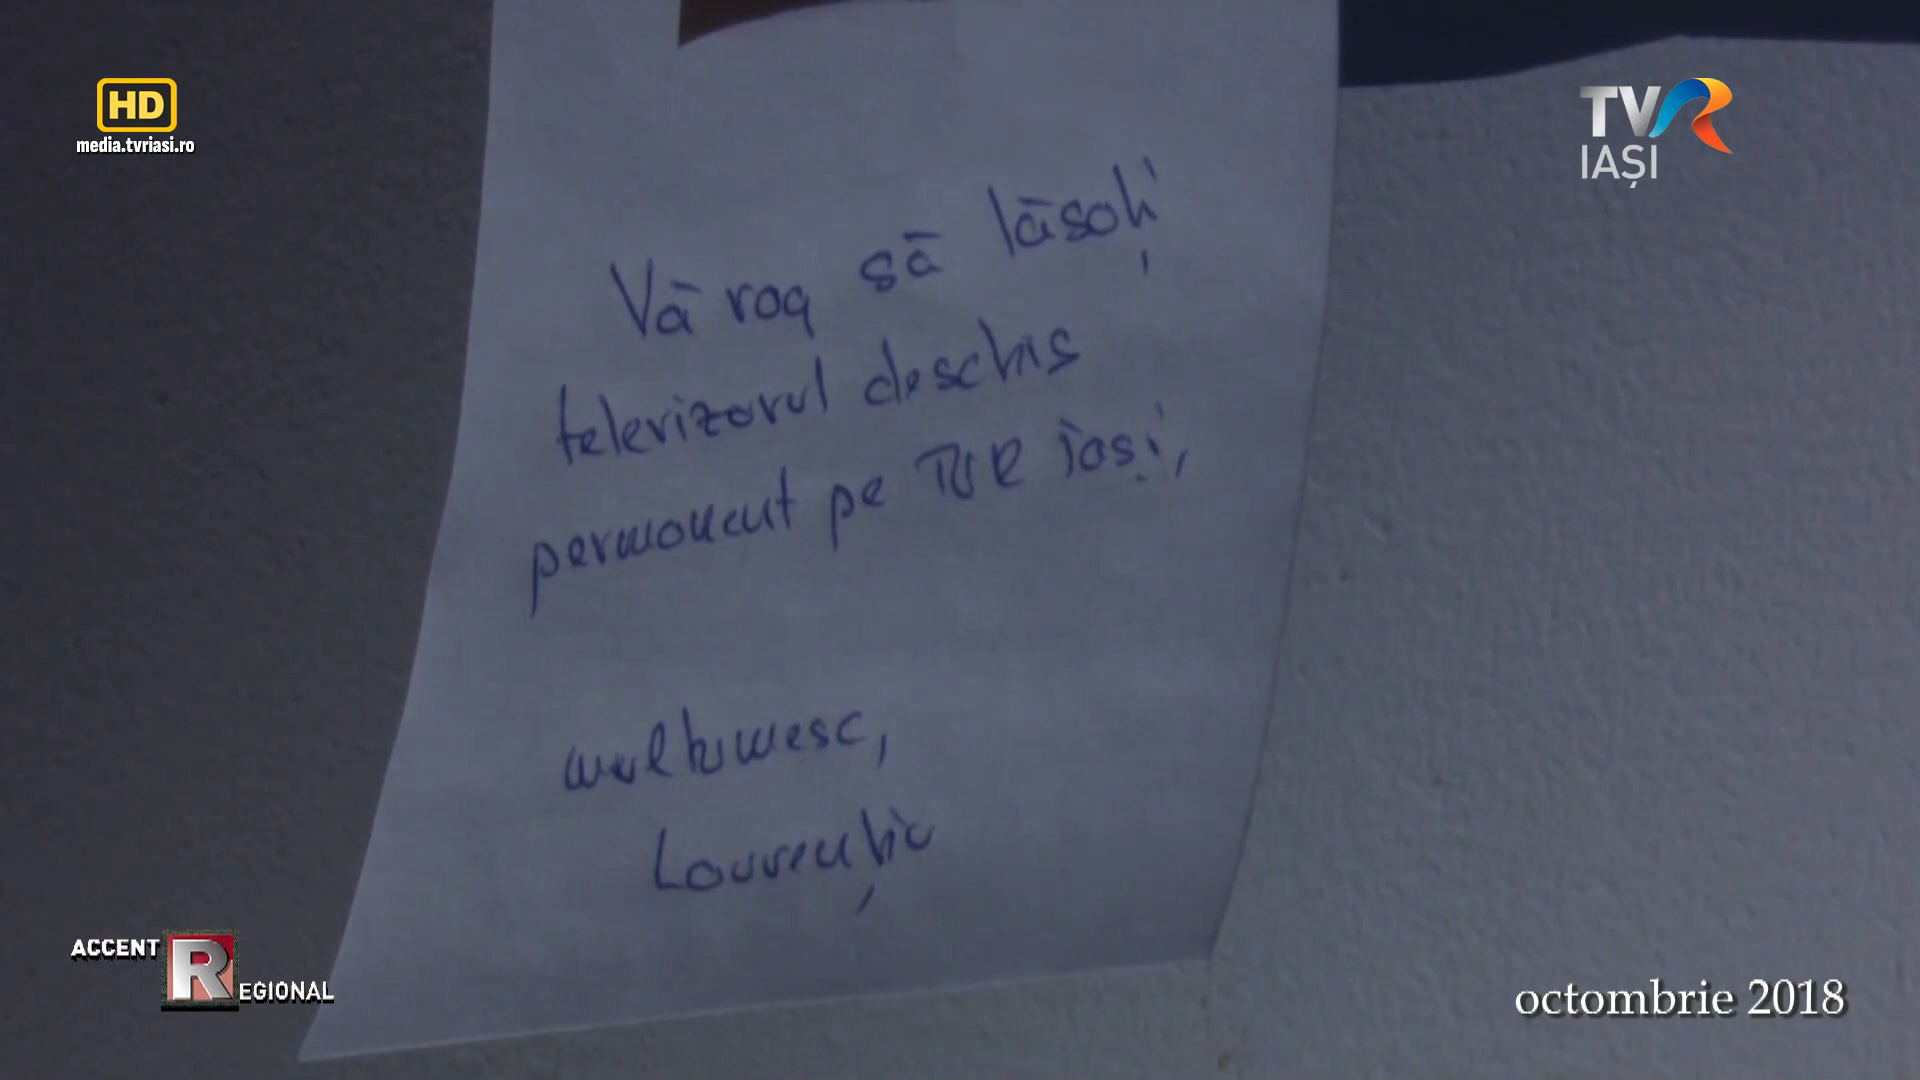 HD
media.tvriasi.ro
TVR
IAȘI
Vă rog să lăsați
televizorul deschis
permanent pe TVR Iași,
mulțumesc,
Laurențiu
ACCENT
REGIONAL
octombrie 2018